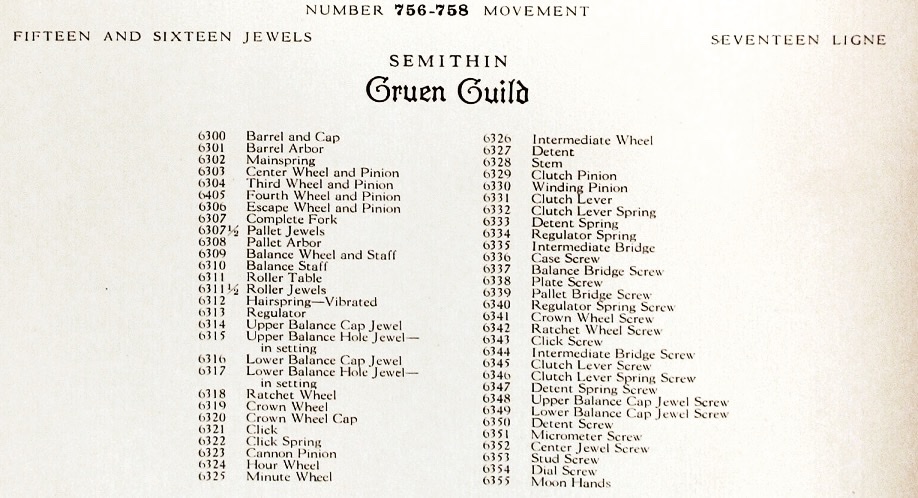 NUMBER 756-758 MOVEMENT
FIFTEEN AND SIXTEEN JEWELS
SEVENTEEN LIGNE
SEMITHIN
Gruen Guild
6300 Barrel and Cap
6301 Barrel Arbor
6302 Mainspring
6303 Center Wheel and Pinion
6304 Third Wheel and Pinion
6405 Fourth Wheel and Pinion
6306 Escape Wheel and Pinion
6307 Complete Fork
6307½ Pallet Jewels
6308 Pallet Arbor
6309 Balance Wheel and Staff
6310 Balance Staff
6311 Roller Table
6311½ Roller Jewels
6312 Hairspring—Vibrated
6313 Regulator
6314 Upper Balance Cap Jewel
6315 Upper Balance Hole Jewel—
in setting
6316 Lower Balance Cap Jewel
6317 Lower Balance Hole Jewel—
in setting
6318 Ratchet Wheel
6319 Crown Wheel
6320 Crown Wheel Cap
6321 Click
6322 Click Spring
6323 Cannon Pinion
6324 Hour Wheel
6325 Minute Wheel
6326 Intermediate Wheel
6327 Detent
6328 Stem
6329 Clutch Pinion
6330 Winding Pinion
6331 Clutch Lever
6332 Clutch Lever Spring
6333 Detent Spring
6334 Regulator Spring
6335 Intermediate Bridge
6336 Case Screw
6337 Balance Bridge Screw
6338 Plate Screw
6339 Pallet Bridge Screw
6340 Regulator Spring Screw
6341 Crown Wheel Screw
6342 Ratchet Wheel Screw
6343 Click Screw
6344 Intermediate Bridge Screw
6345 Clutch Lever Screw
6346 Clutch Lever Spring Screw
6347 Detent Spring Screw
6348 Upper Balance Cap Jewel Screw
6349 Lower Balance Cap Jewel Screw
6350 Detent Screw
6351 Micrometer Screw
6352 Center Jewel Screw
6353 Stud Screw
6354 Dial Screw
6355 Moon Hands